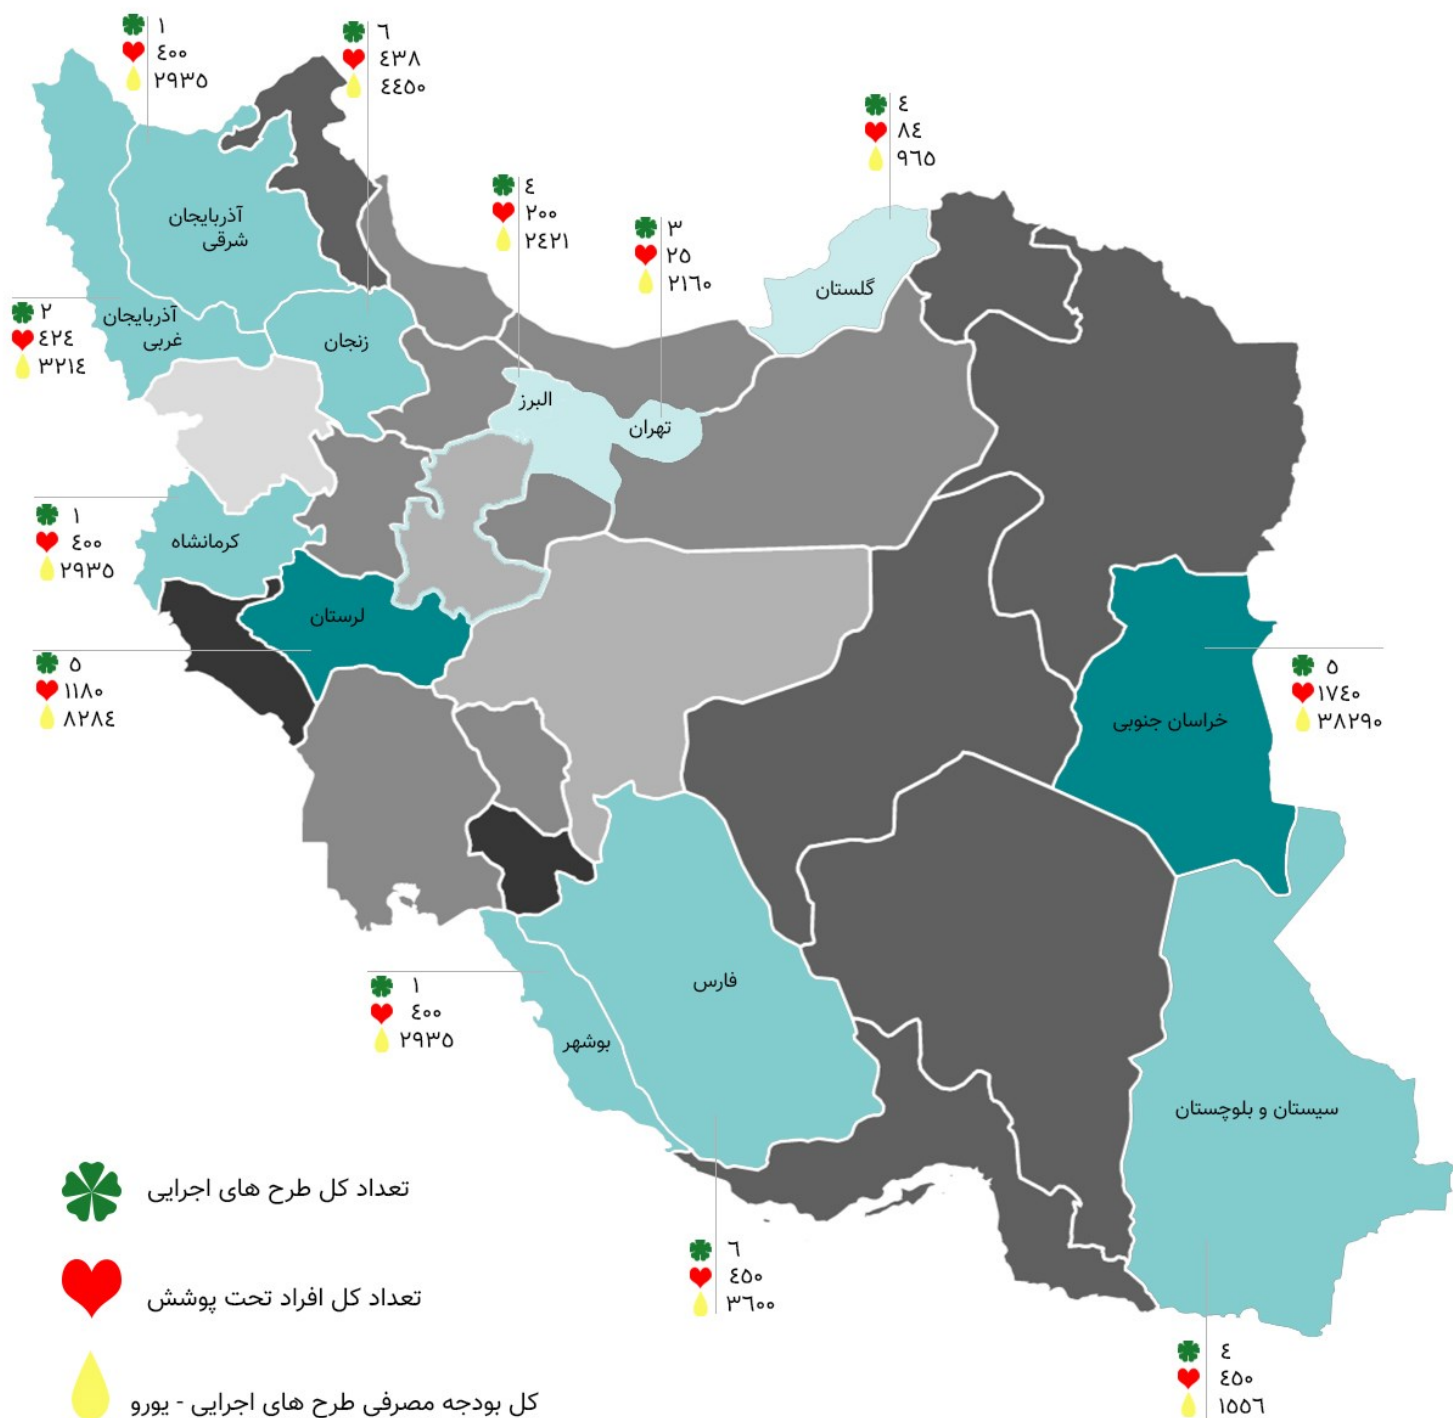 ١
٤٠٠
٢٩٣٥
٦
٤٣٨
٤٤٥٠
٤
٨٤
٩٦٥
٤
٢٠٠
٢٤٢١
٣
٢٥
٢١٦٠
آذربایجان
شرقی
گلستان
٢
٤٢٤
٣٢١٤
آذربایجان
غربی
زنجان
البرز
تهران
١
٤٠٠
٢٩٣٥
کرمانشاه
لرستان
٥
١١٨٠
٨٢٨٤
٥
١٧٤٠
٣٨٢٩٠
خراسان جنوبی
فارس
١
٤٠٠
٢٩٣٥
بوشهر
سیستان و بلوچستان
٦
٤٥٠
٣٦٠٠
٤
٤٥٠
١٥٥٦
تعداد کل طرح های اجرایی
تعداد کل افراد تحت پوشش
کل بودجه مصرفی طرح های اجرایی - یورو